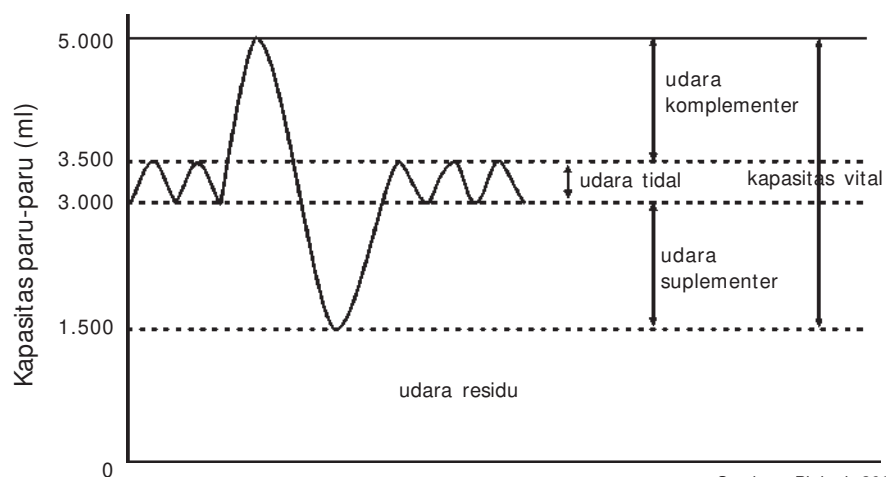 5.000
udara
komplementer
3.500
udara tidal
kapasitas vital
3.000
udara
suplementer
1.500
udara residu
0
Kapasitas paru-paru (ml)